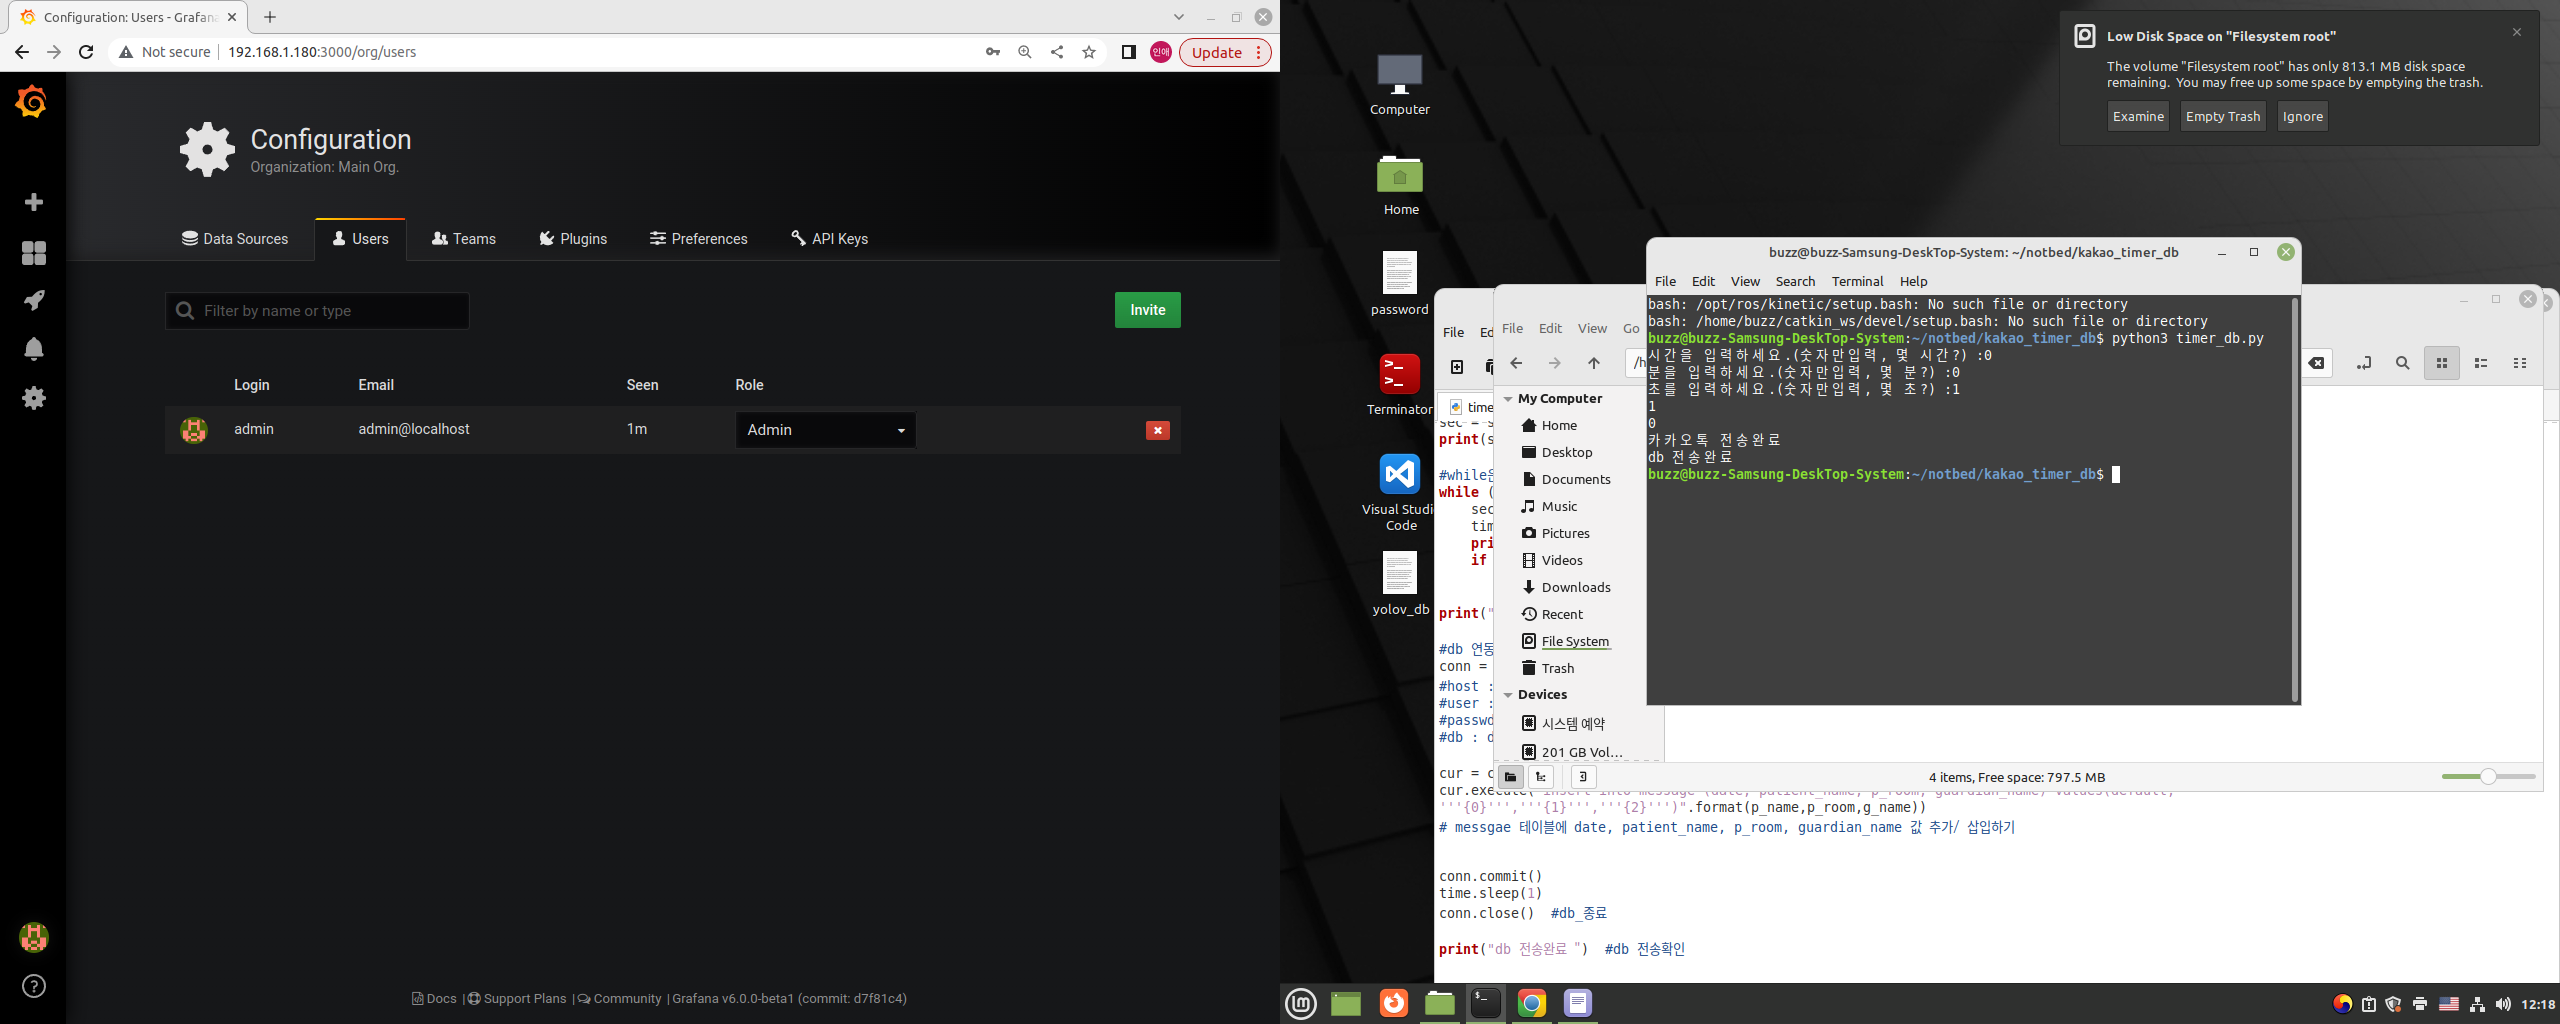 Configuration: Users - Grafana
Not secure
192.168.1.180:3000/org/users
인애
Update
Configuration
Organization: Main Org.
Data Sources
Users
Teams
Plugins
Preferences
API Keys
Filter by name or type
Invite
Login
Email
Seen
Role
admin
admin@localhost
1m
Admin
Docs | Support Plans | Community | Grafana v6.0.0-beta1 (commit: d7f81c4)
Computer
Home
password
Terminator
Visual Studi
Code
yolov_db
Low Disk Space on "Filesystem root"
The volume "Filesystem root" has only 813.1 MB disk space
remaining. You may free up some space by emptying the trash.
Examine
Empty Trash
Ignore
buzz@buzz-Samsung-DeskTop-System: ~/notbed/kakao_timer_db
File Edit View Search Terminal Help
bash: /opt/ros/kinetic/setup.bash: No such file or directory
bash: /home/buzz/catkin_ws/devel/setup.bash: No such file or directory
buzz@buzz-Samsung-DeskTop-System:~/notbed/kakao_timer_db$ python3 timer_db.py
시간을 입력하세요.(숫자만입력, 몇 시간?) :0
분을 입력하세요.(숫자만입력, 몇 분?) :0
초를 입력하세요.(숫자만입력, 몇 초?) :1
1
0
카카오톡 전송완료
db 전송완료
buzz@buzz-Samsung-DeskTop-System:~/notbed/kakao_timer_db$
File Edit View Go
/h
My Computer
Home
Desktop
Documents
Music
Pictures
Videos
Downloads
Recent
File System
Trash
Devices
시스템 예약
201 GB Vol...
4 items, Free space: 797.5 MB
File Ed
time
sec = s
print(s
#while
while (
sec
tim
pri
if
print("
#db 연동
conn =
#host :
#user :
#passwd
#db : d
cur = c
cur.execute("insert into message (date, patient_name, p_room, guardian_name) values(default,
'''{0}''','''{1}''','''{2}''')".format(p_name,p_room,g_name))
# messgae 테이블에 date, patient_name, p_room, guardian_name 값 추가/ 삽입하기
conn.commit()
time.sleep(1)
conn.close() #db_종료
print("db 전송완료 ") #db 전송확인
12:18